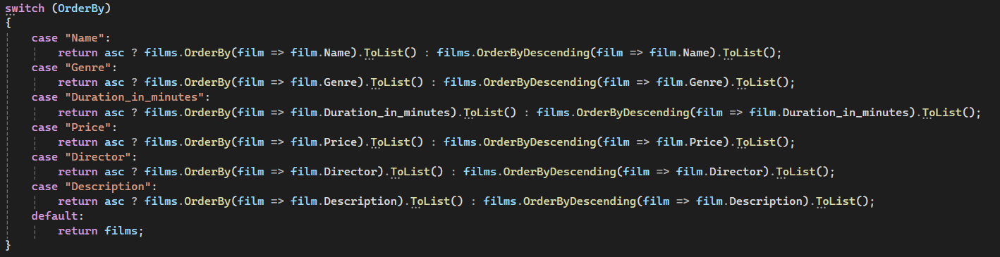 switch (OrderBy)
{
case "Name":
return asc ? films.OrderBy(film => film.Name).ToList() : films.OrderByDescending(film => film.Name).ToList();
case "Genre":
return asc ? films.OrderBy(film => film.Genre).ToList() : films.OrderByDescending(film => film.Genre).ToList();
case "Duration_in_minutes":
return asc ? films.OrderBy(film => film.Duration_in_minutes).ToList() : films.OrderByDescending(film => film.Duration_in_minutes).ToList();
case "Price":
return asc ? films.OrderBy(film => film.Price).ToList() : films.OrderByDescending(film => film.Price).ToList();
case "Director":
return asc ? films.OrderBy(film => film.Director).ToList() : films.OrderByDescending(film => film.Director).ToList();
case "Description":
return asc ? films.OrderBy(film => film.Description).ToList() : films.OrderByDescending(film => film.Description).ToList();
default:
return films;
}